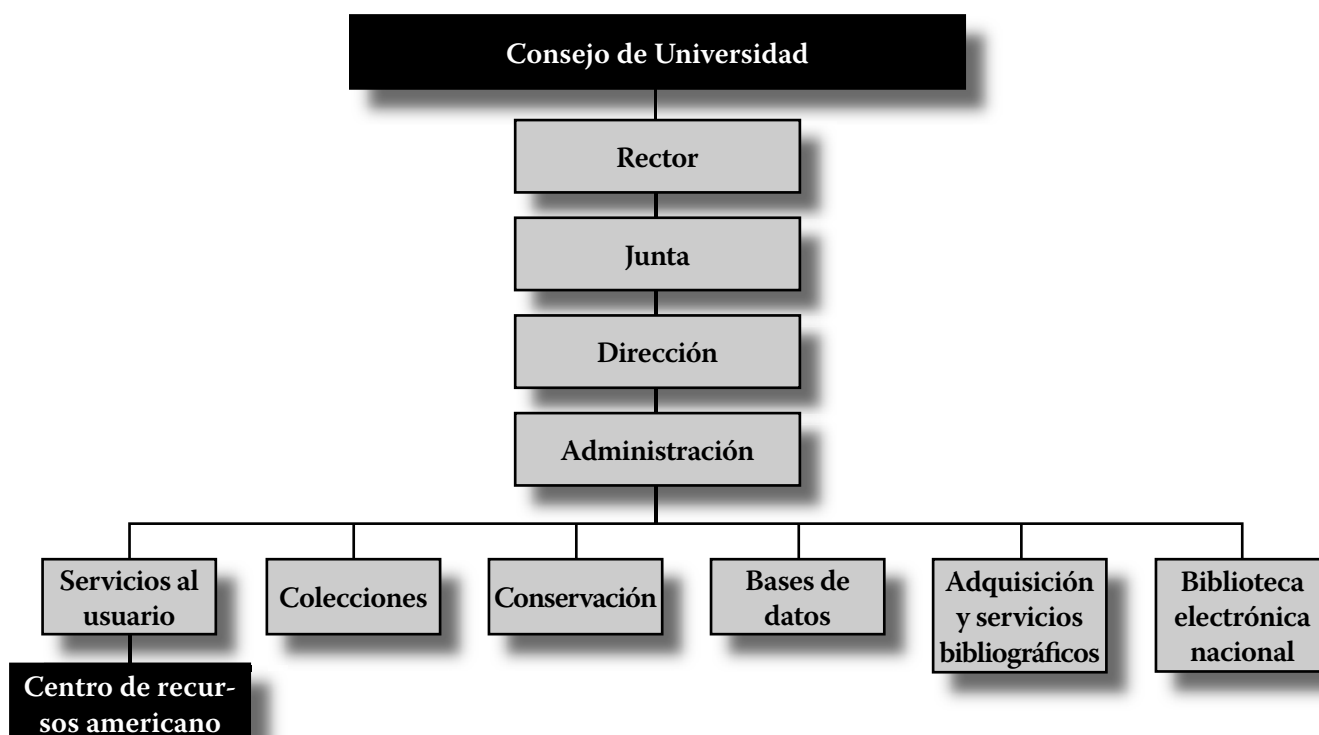 Consejo de Universidad
Rector
Junta
Dirección
Administración
Servicios al
usuario
Colecciones
Conservación
Bases de
datos
Adquisición
y servicios
bibliográficos
Biblioteca
electrónica
nacional
Centro de recur-
sos americano